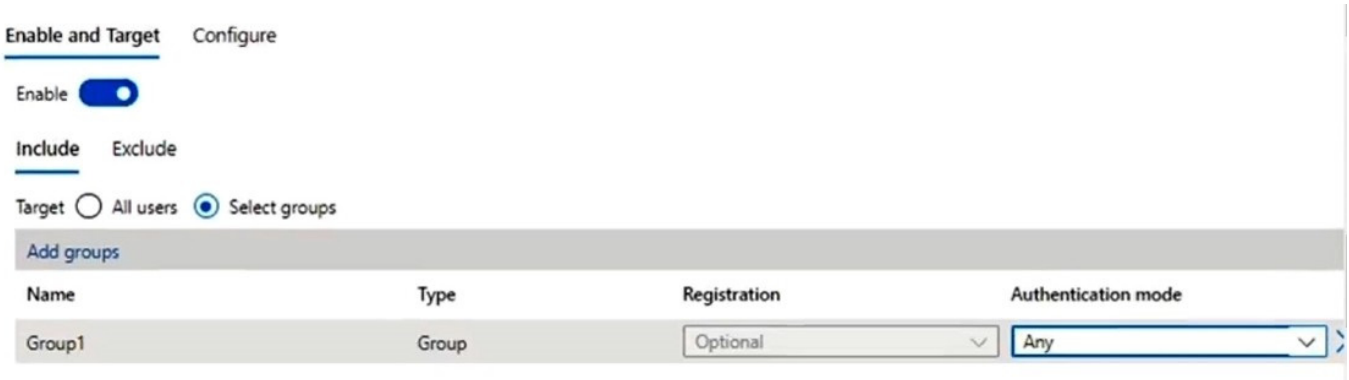 Enable and Target Configure
Enable
Include Exclude
Target All users Select groups
Add groups
Name Type Registration Authentication mode
Group1 Group Optional Any